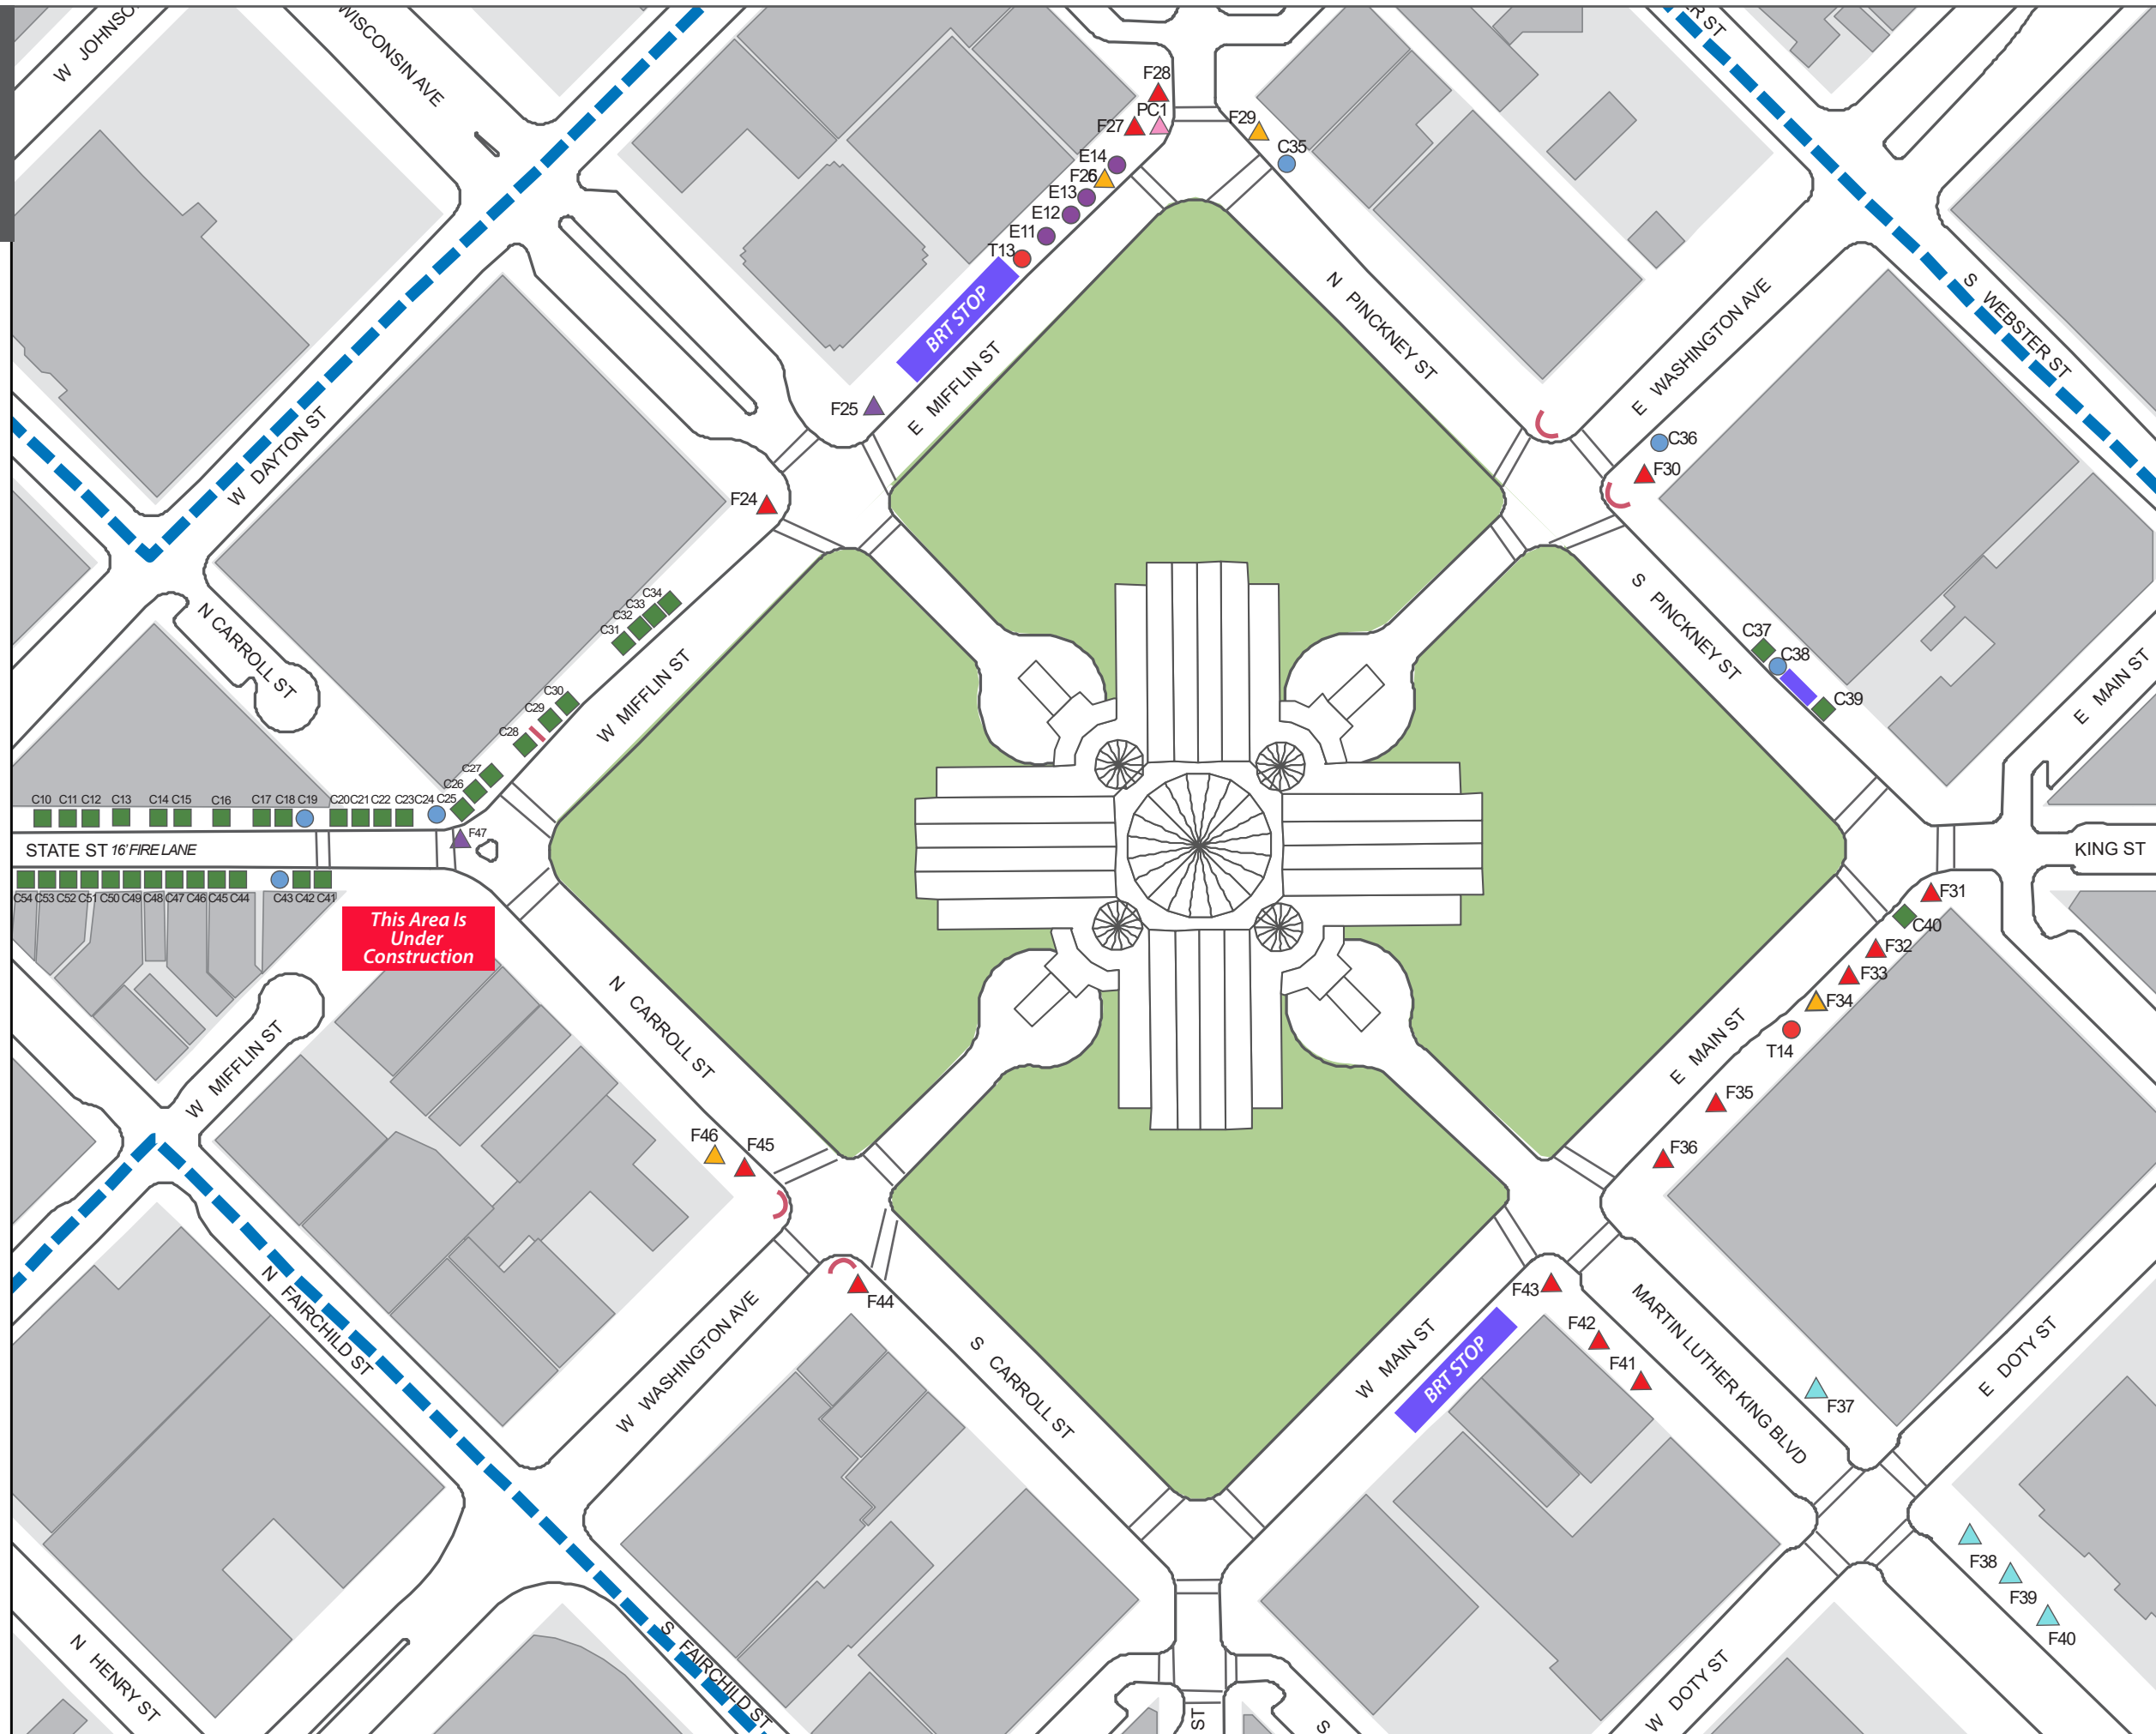 W JOHNSO
WISCONSIN AVE
ER ST
F28
PC1
F27
F29
C35
E14
F26
E13
E12
E11
T13
BRT STOP
E MIFFLIN ST
N PINCKNEY ST
E WASHINGTON AVE
S WEBSTER ST
F25
W DAYTON ST
C36
F30
F24
N CARROLL ST
C34
C33
C32
C31
W MIFFLIN ST
S PINCKNEY ST
C37
C38
C39
E MAIN ST
C30
C29
C28
C27
C26
C25
C10 C11 C12 C13 C14 C15 C16 C17 C18 C19 C20 C21 C22 C23 C24
F47
STATE ST 16' FIRE LANE
KING ST
C54 C53 C52 C51 C50 C49 C48 C47 C46 C45 C44 C43 C42 C41
This Area Is
Under
Construction
F31
C40
F32
F33
F34
T14
E MAIN ST
F35
F36
N CARROLL ST
W MIFFLIN ST
F46
F45
F44
N FAIRCHILD ST
W WASHINGTON AVE
S CARROLL ST
W MAIN ST
BRT STOP
F43
F42
F41
MARTIN LUTHER KING BLVD
F37
E DOTY ST
F38
F39
F40
W DOTY ST
N HENRY ST
S FAIRCHILD ST
ST
S